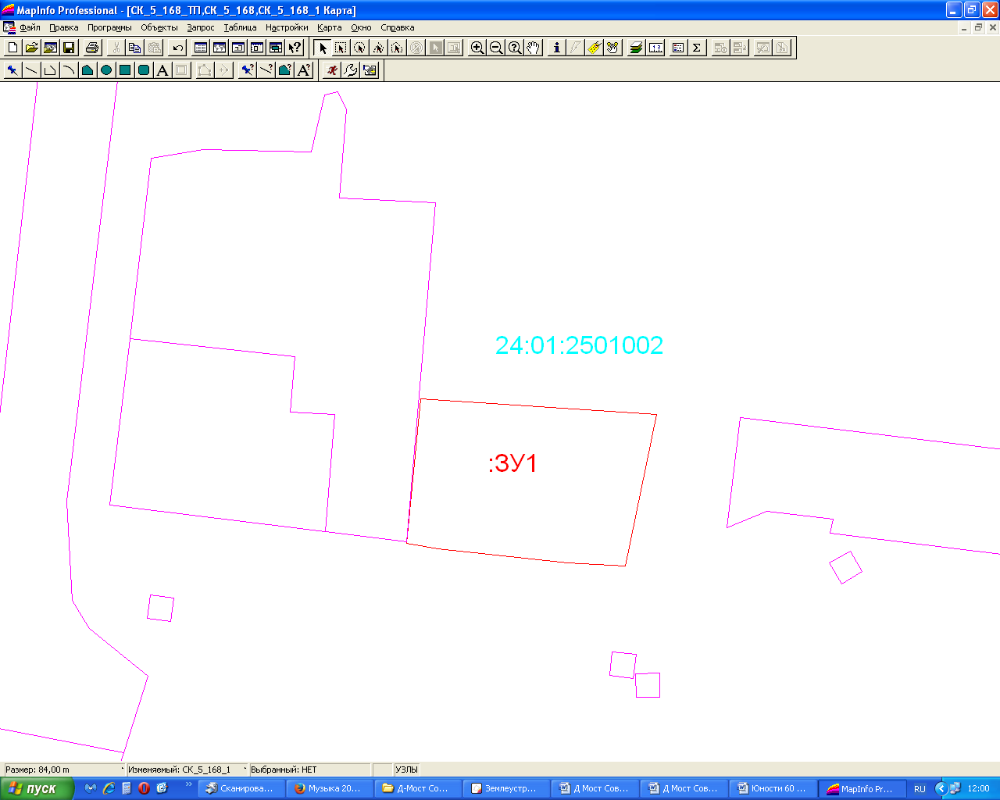 MapInfo Professional - [СК_5_168_ТП,СК_5_168,СК_5_168_1 Карта]
Файл Правка Программы Объекты Запрос Таблица Настройки Карта Окно Справка
24:01:2501002
:ЗУ1
Размер: 84,00 m Изменяемый: СК_5_168_1 Выбранный: НЕТ УЗЛЫ
пуск Сканирова... Музыка 20... Д-Мост Со... Землеустр... Д Мост Сов... Д Мост Сов... Юности 60 ... MapInfo Pr... RU 12:00